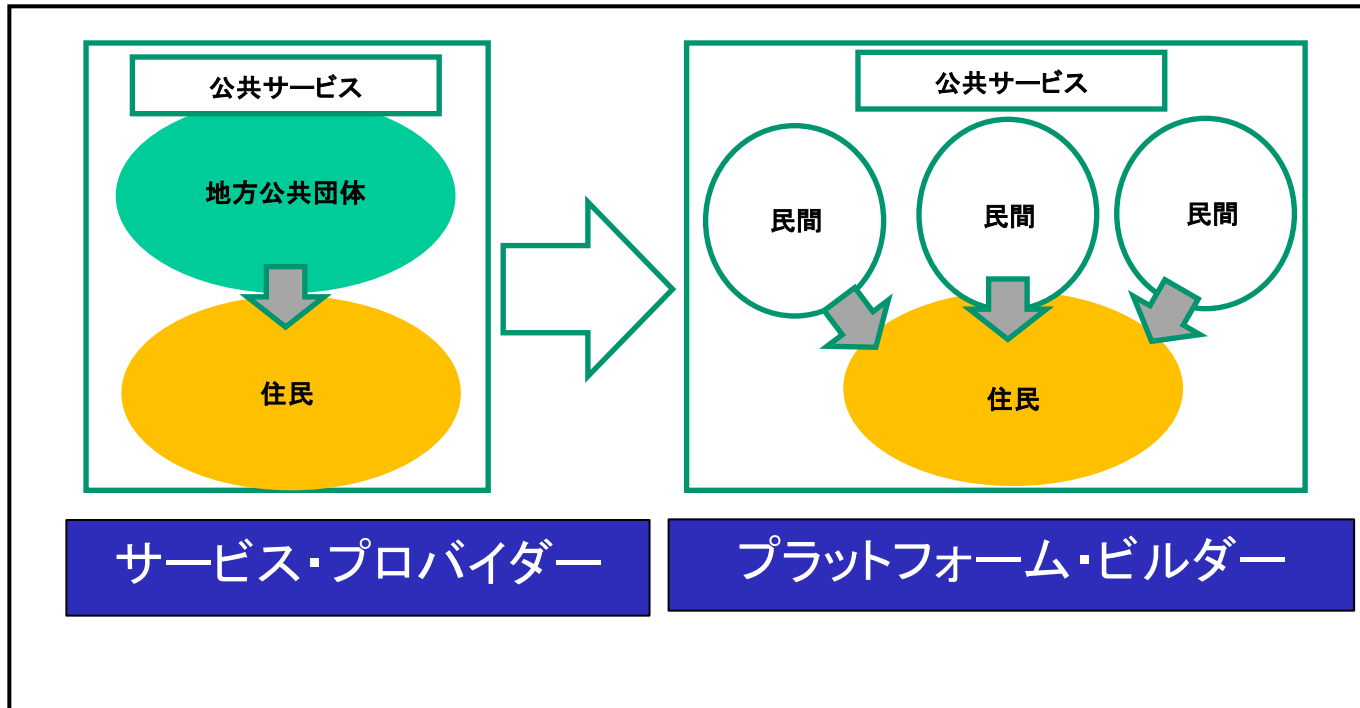 公共サービス
地方公共団体
住民
公共サービス
民間
民間
民間
住民
サービス・プロバイダー
プラットフォーム・ビルダー